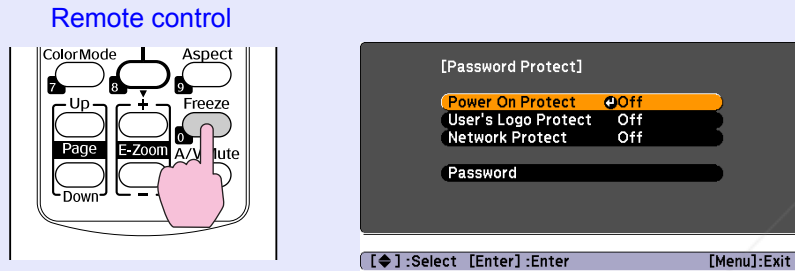 Remote control
ColorMode
Aspect
7
8
9
Up
+
Freeze
0
Page
E-Zoom
A/V Mute
Down
-
[Password Protect]
Power On Protect Off
User's Logo Protect Off
Network Protect Off
Password
[ ] :Select [Enter] :Enter [Menu]:Exit